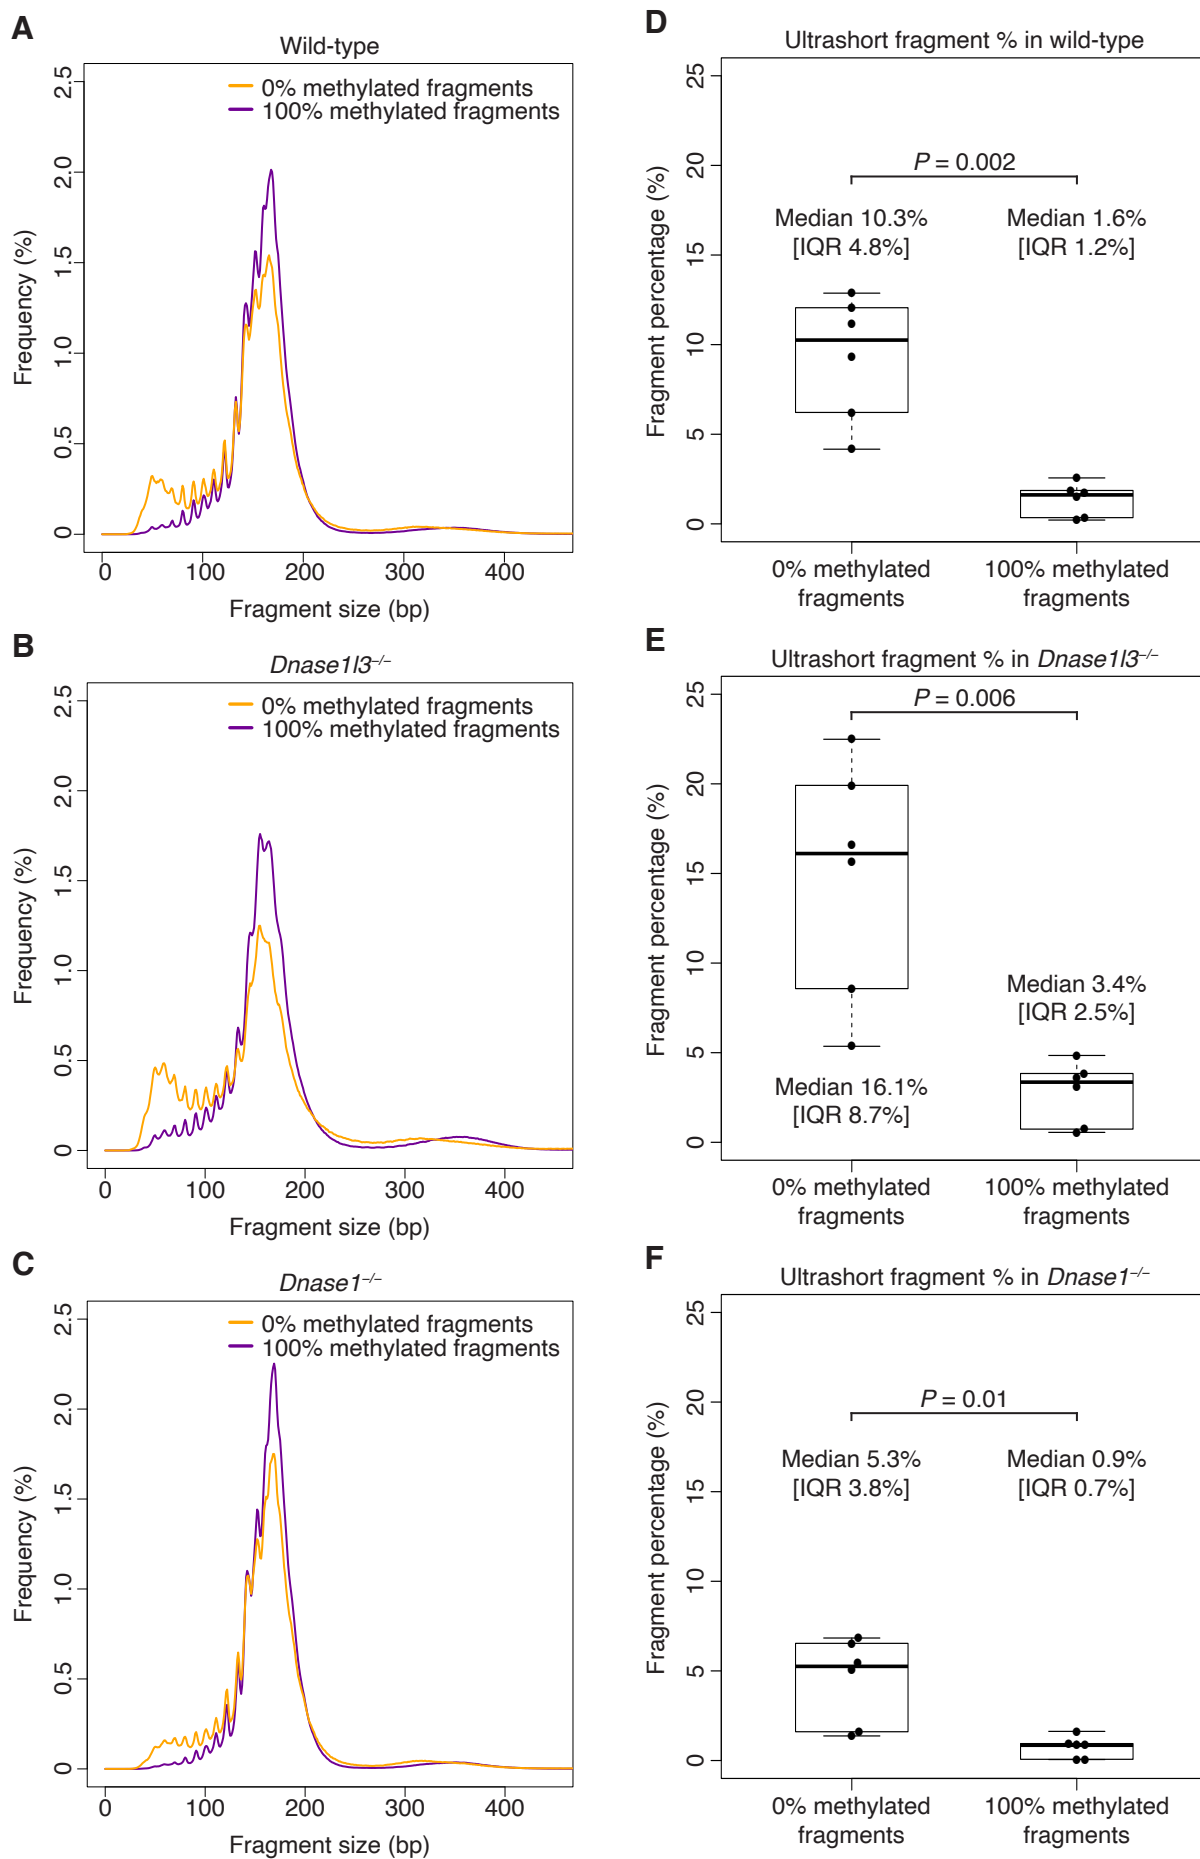 A
Wild-type
0% methylated fragments
100% methylated fragments
Frequency (%)
2.5
2.0
1.5
1.0
0.5
0
0 100 200 300 400
Fragment size (bp)
D
Ultrashort fragment % in wild-type
Fragment percentage (%)
25
20
15
10
5
0
P = 0.002
Median 10.3%
[IQR 4.8%]
Median 1.6%
[IQR 1.2%]
0% methylated
fragments
100% methylated
fragments
B
Dnase1l3−/−
0% methylated fragments
100% methylated fragments
Frequency (%)
2.5
2.0
1.5
1.0
0.5
0
0 100 200 300 400
Fragment size (bp)
E
Ultrashort fragment % in Dnase1l3−/−
Fragment percentage (%)
25
20
15
10
5
0
P = 0.006
Median 3.4%
[IQR 2.5%]
Median 16.1%
[IQR 8.7%]
0% methylated
fragments
100% methylated
fragments
C
Dnase1−/−
0% methylated fragments
100% methylated fragments
Frequency (%)
2.5
2.0
1.5
1.0
0.5
0
0 100 200 300 400
Fragment size (bp)
F
Ultrashort fragment % in Dnase1−/−
Fragment percentage (%)
25
20
15
10
5
0
P = 0.01
Median 5.3%
[IQR 3.8%]
Median 0.9%
[IQR 0.7%]
0% methylated
fragments
100% methylated
fragments